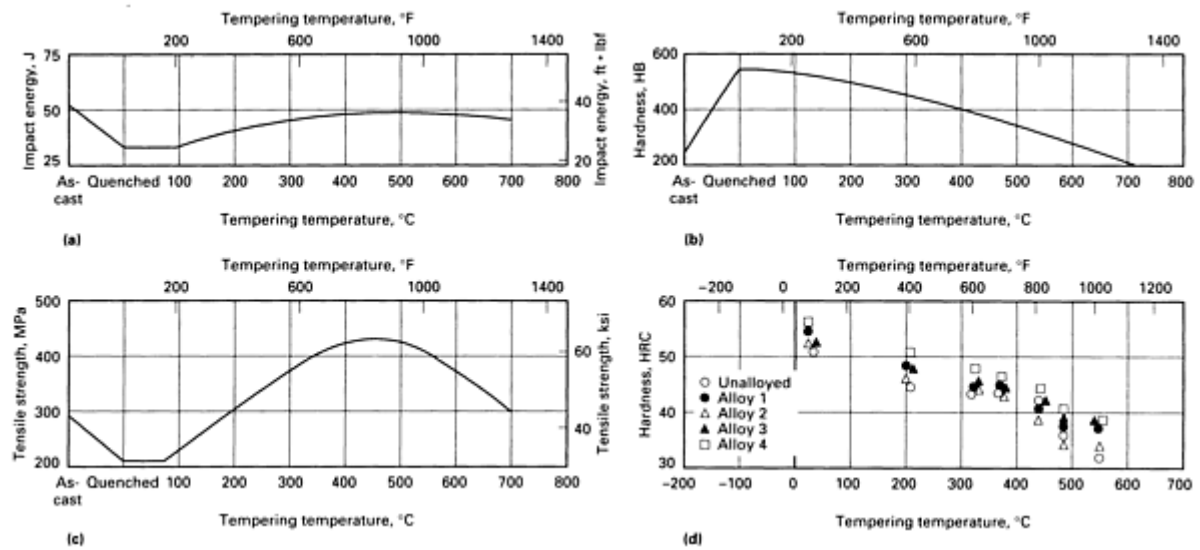 Tempering temperature, °F
200 600 1000 1400
Impact energy, J
75
50
25
Impact energy, ft • lbf
40
20
As-cast Quenched 100 200 300 400 500 600 700 800
Tempering temperature, °C
(a)
Tempering temperature, °F
200 600 1000 1400
Hardness, HB
600
400
200
As-cast Quenched 100 200 300 400 500 600 700 800
Tempering temperature, °C
(b)
Tempering temperature, °F
200 600 1000 1400
Tensile strength, MPa
500
400
300
200
Tensile strength, ksi
60
40
As-cast Quenched 100 200 300 400 500 600 700 800
Tempering temperature, °C
(c)
Tempering temperature, °F
−200 0 200 400 600 800 1000 1200
Hardness, HRC
60
50
40
30
Unalloyed
Alloy 1
Alloy 2
Alloy 3
Alloy 4
−200 −100 0 100 200 300 400 500 600 700
Tempering temperature, °C
(d)